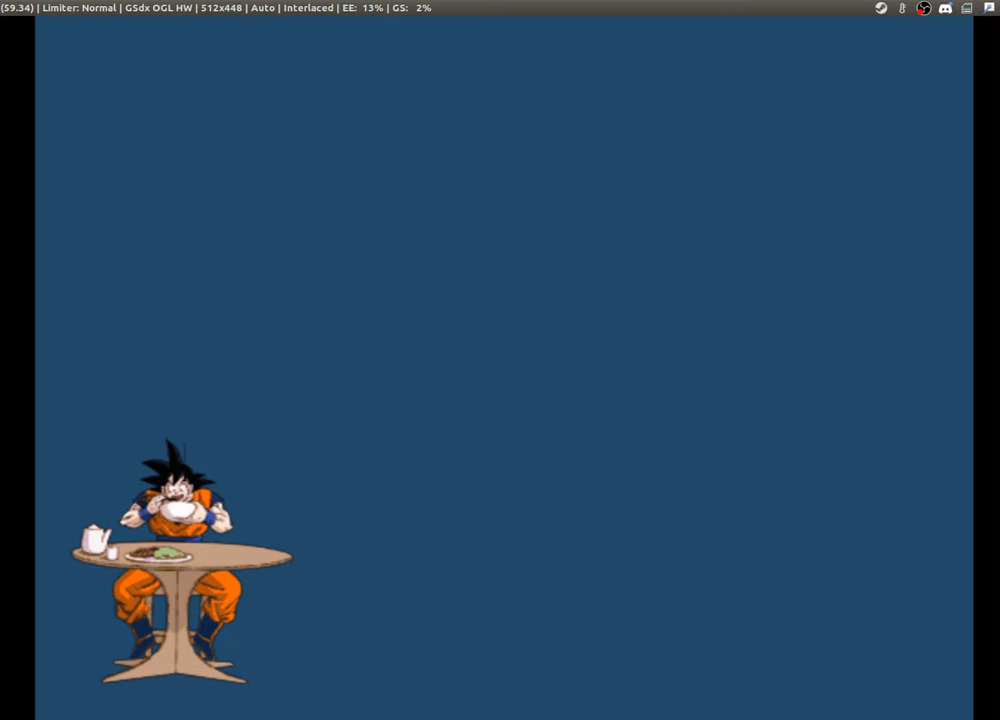 (59.34) | Limiter: Normal | GSdx OGL HW | 512x448 | Auto | Interlaced | EE: 13% | GS: 2%